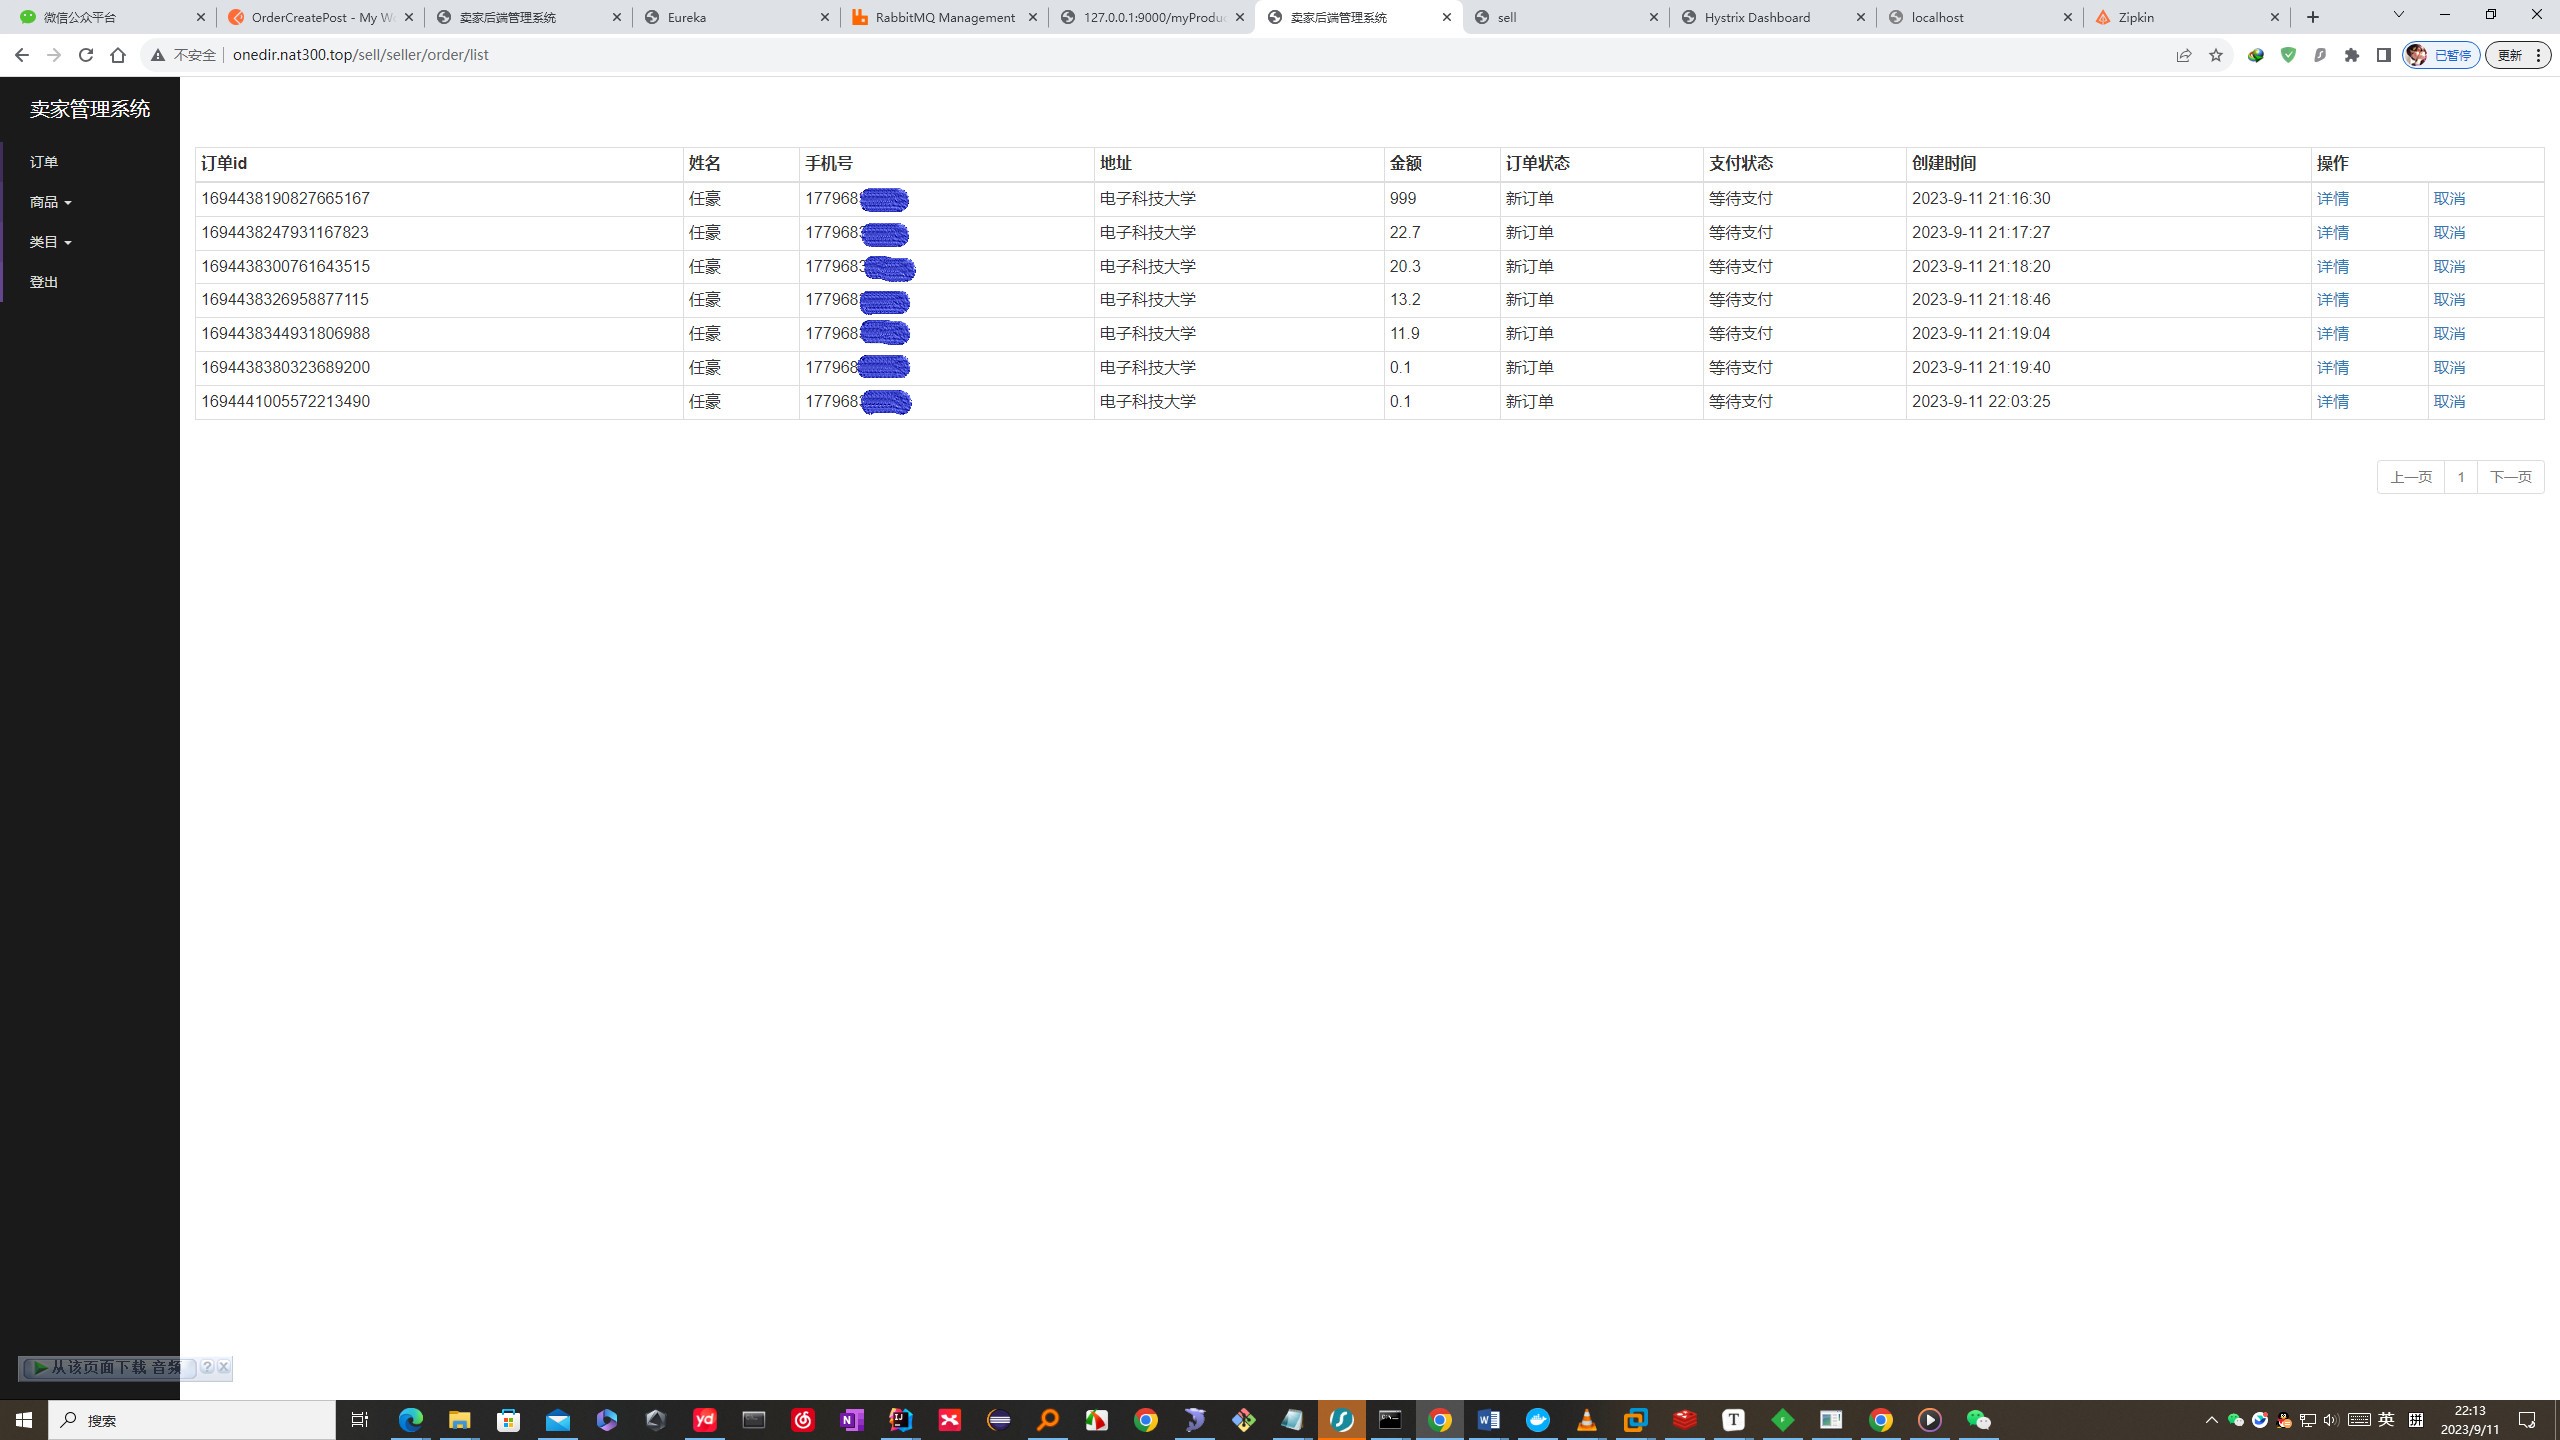 微信公众平台 OrderCreatePost - My W 卖家后端管理系统 Eureka RabbitMQ Management 127.0.0.1:9000/myProdu 卖家后端管理系统 sell Hystrix Dashboard localhost Zipkin
不安全 onedir.nat300.top/sell/seller/order/list 已暂停 更新
卖家管理系统
订单
商品
类目
登出
订单id 姓名 手机号 地址 金额 订单状态 支付状态 创建时间 操作
1694438190827665167 任豪 177968 电子科技大学 999 新订单 等待支付 2023-9-11 21:16:30 详情 取消
1694438247931167823 任豪 1779683 电子科技大学 22.7 新订单 等待支付 2023-9-11 21:17:27 详情 取消
1694438300761643515 任豪 1779683 电子科技大学 20.3 新订单 等待支付 2023-9-11 21:18:20 详情 取消
1694438326958877115 任豪 177968 电子科技大学 13.2 新订单 等待支付 2023-9-11 21:18:46 详情 取消
1694438344931806988 任豪 177968 电子科技大学 11.9 新订单 等待支付 2023-9-11 21:19:04 详情 取消
1694438380323689200 任豪 177968 电子科技大学 0.1 新订单 等待支付 2023-9-11 21:19:40 详情 取消
1694441005572213490 任豪 177968 电子科技大学 0.1 新订单 等待支付 2023-9-11 22:03:25 详情 取消
上一页 1 下一页
从该页面下载 音频
搜索 yd N IJ W T 英 拼 22:13
2023/9/11